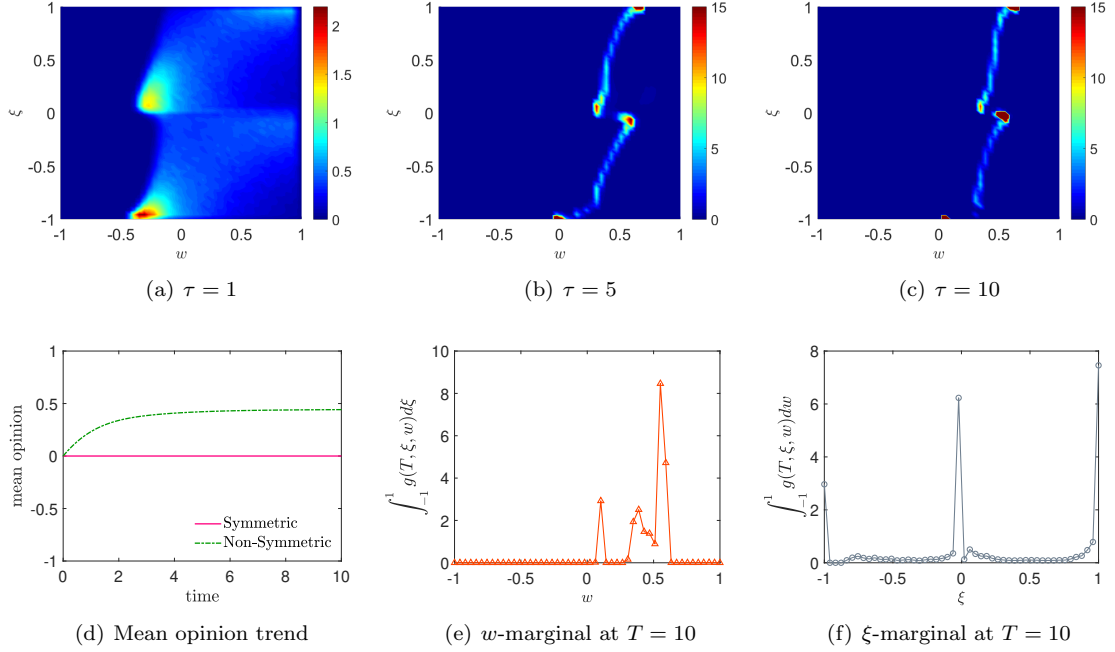 1
0.5
0
-0.5
-1
ξ
-1 -0.5 0 0.5 1
w
2
1.5
1
0.5
0
(a) τ = 1
1
0.5
0
-0.5
-1
ξ
-1 -0.5 0 0.5 1
w
15
10
5
0
(b) τ = 5
1
0.5
0
-0.5
-1
ξ
-1 -0.5 0 0.5 1
w
15
10
5
0
(c) τ = 10
1
0.5
0
-0.5
-1
mean opinion
Symmetric
Non-Symmetric
0 2 4 6 8 10
time
(d) Mean opinion trend
10
8
6
4
2
0
∫_{-1}^{1} g(T, ξ, w)dξ
-1 -0.5 0 0.5 1
w
(e) w-marginal at T = 10
8
6
4
2
0
∫_{-1}^{1} g(T, ξ, w)dw
-1 -0.5 0 0.5 1
ξ
(f) ξ-marginal at T = 10